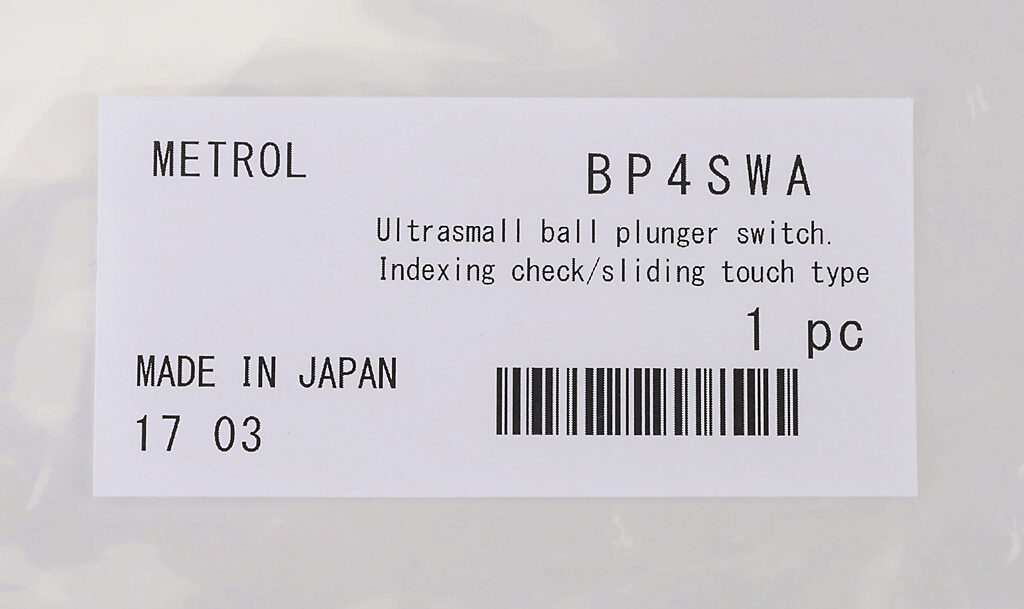 METROL
BP4SWA
Ultrasmall ball plunger switch.
Indexing check/sliding touch type
1 pc
MADE IN JAPAN
17 03